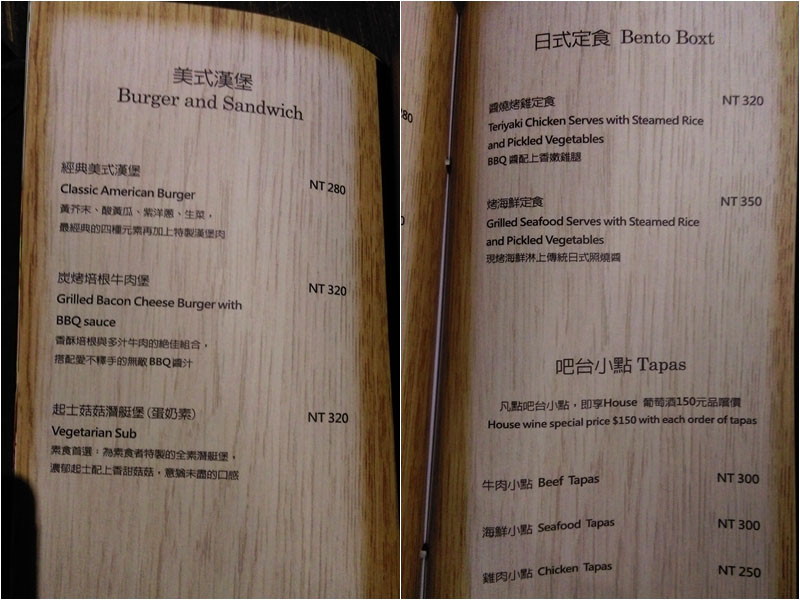 美式漢堡
Burger and Sandwich
經典美式漢堡
Classic American Burger
NT 280
黃芥末、酸黃瓜、紫洋蔥、生菜，
最經典的四種元素再加上特製漢堡肉
炭烤培根牛肉堡
Grilled Bacon Cheese Burger with
NT 320
BBQ sauce
香酥培根與多汁牛肉的絶佳組合，
搭配愛不釋手的無敵BBQ醬汁
起士菇菇潛艇堡(蛋奶素)
NT 320
Vegetarian Sub
素食首選：為素食者特製的全素潛艇堡，
濃郁起士配上香甜菇菇，意猶未盡的口感
80
日式定食 Bento Boxt
醬燒烤雞定食
NT 320
Teriyaki Chicken Serves with Steamed Rice
and Pickled Vegetables
BBQ 醬配上香嫩雞腿
烤海鮮定食
NT 350
Grilled Seafood Serves with Steamed Rice
and Pickled Vegetables
現烤海鮮淋上傳統日式照燒醬
吧台小點 Tapas
凡點吧台小點，即享House 葡萄酒150元品嚐價
House wine special price $150 with each order of tapas
牛肉小點 Beef Tapas
NT 300
海鮮小點 Seafood Tapas
NT 300
雞肉小點 Chicken Tapas
NT 250